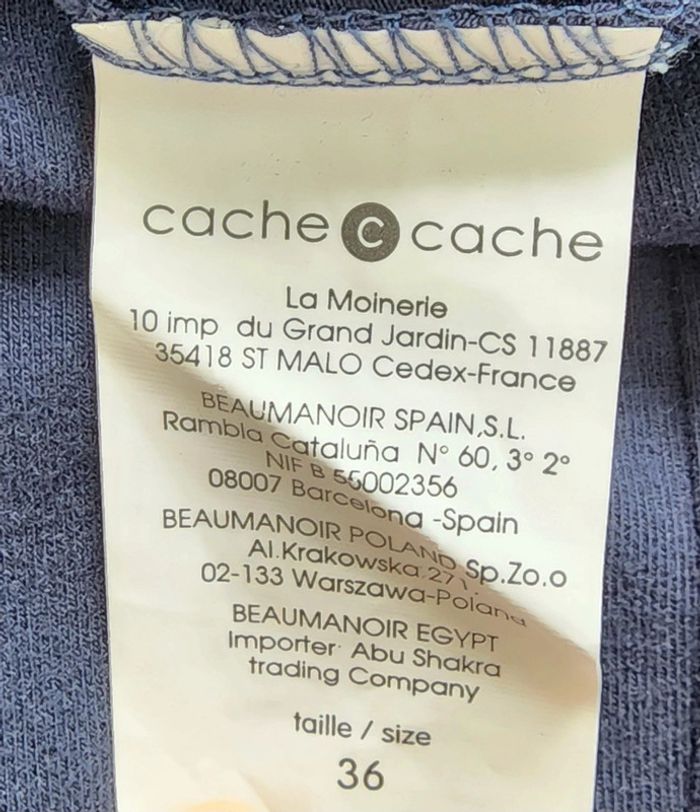 cache c cache
La Moinerie
10 imp du Grand Jardin-CS 11887
35418 ST MALO Cedex-France
BEAUMANOIR SPAIN,S.L.
Rambla Cataluña N° 60, 3° 2°
NIF B 55002356
08007 Barcelona -Spain
BEAUMANOIR POLAND Sp.Zo.o
Al.Krakowska 271.
02-133 Warszawa-Poland
BEAUMANOIR EGYPT
Importer Abu Shakra
trading Company
taille / size
36